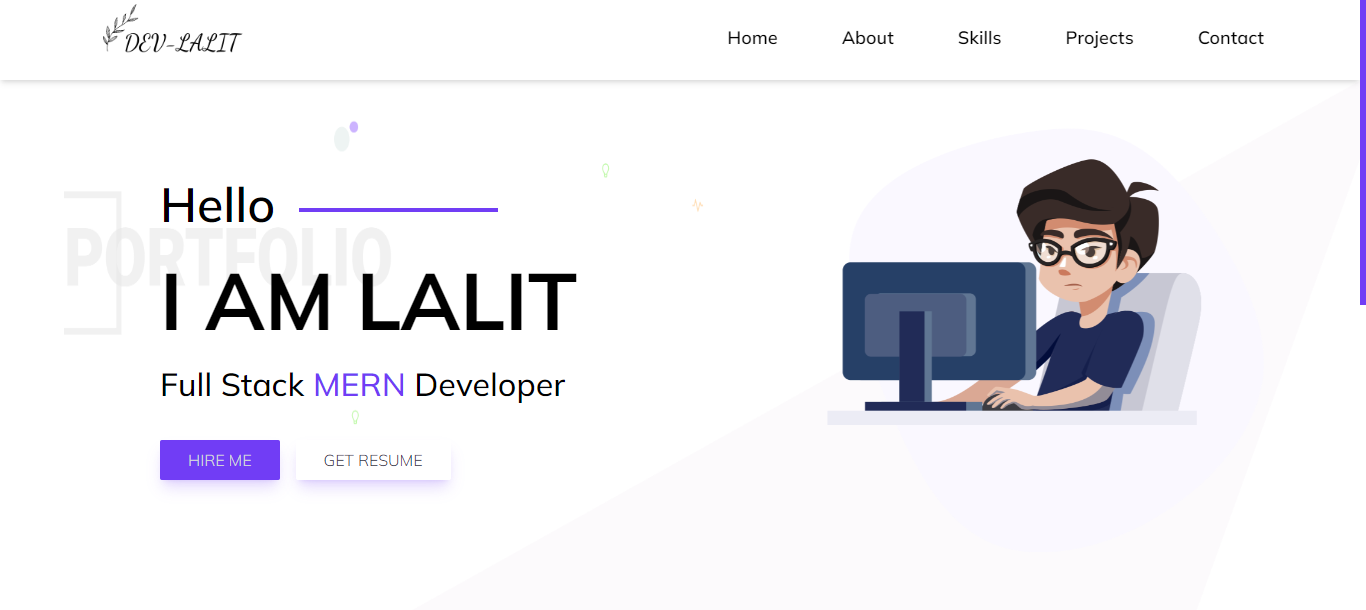 DEV-LALIT
Home About Skills Projects Contact
Hello
PORTFOLIO
I AM LALIT
Full Stack MERN Developer
HIRE ME GET RESUME